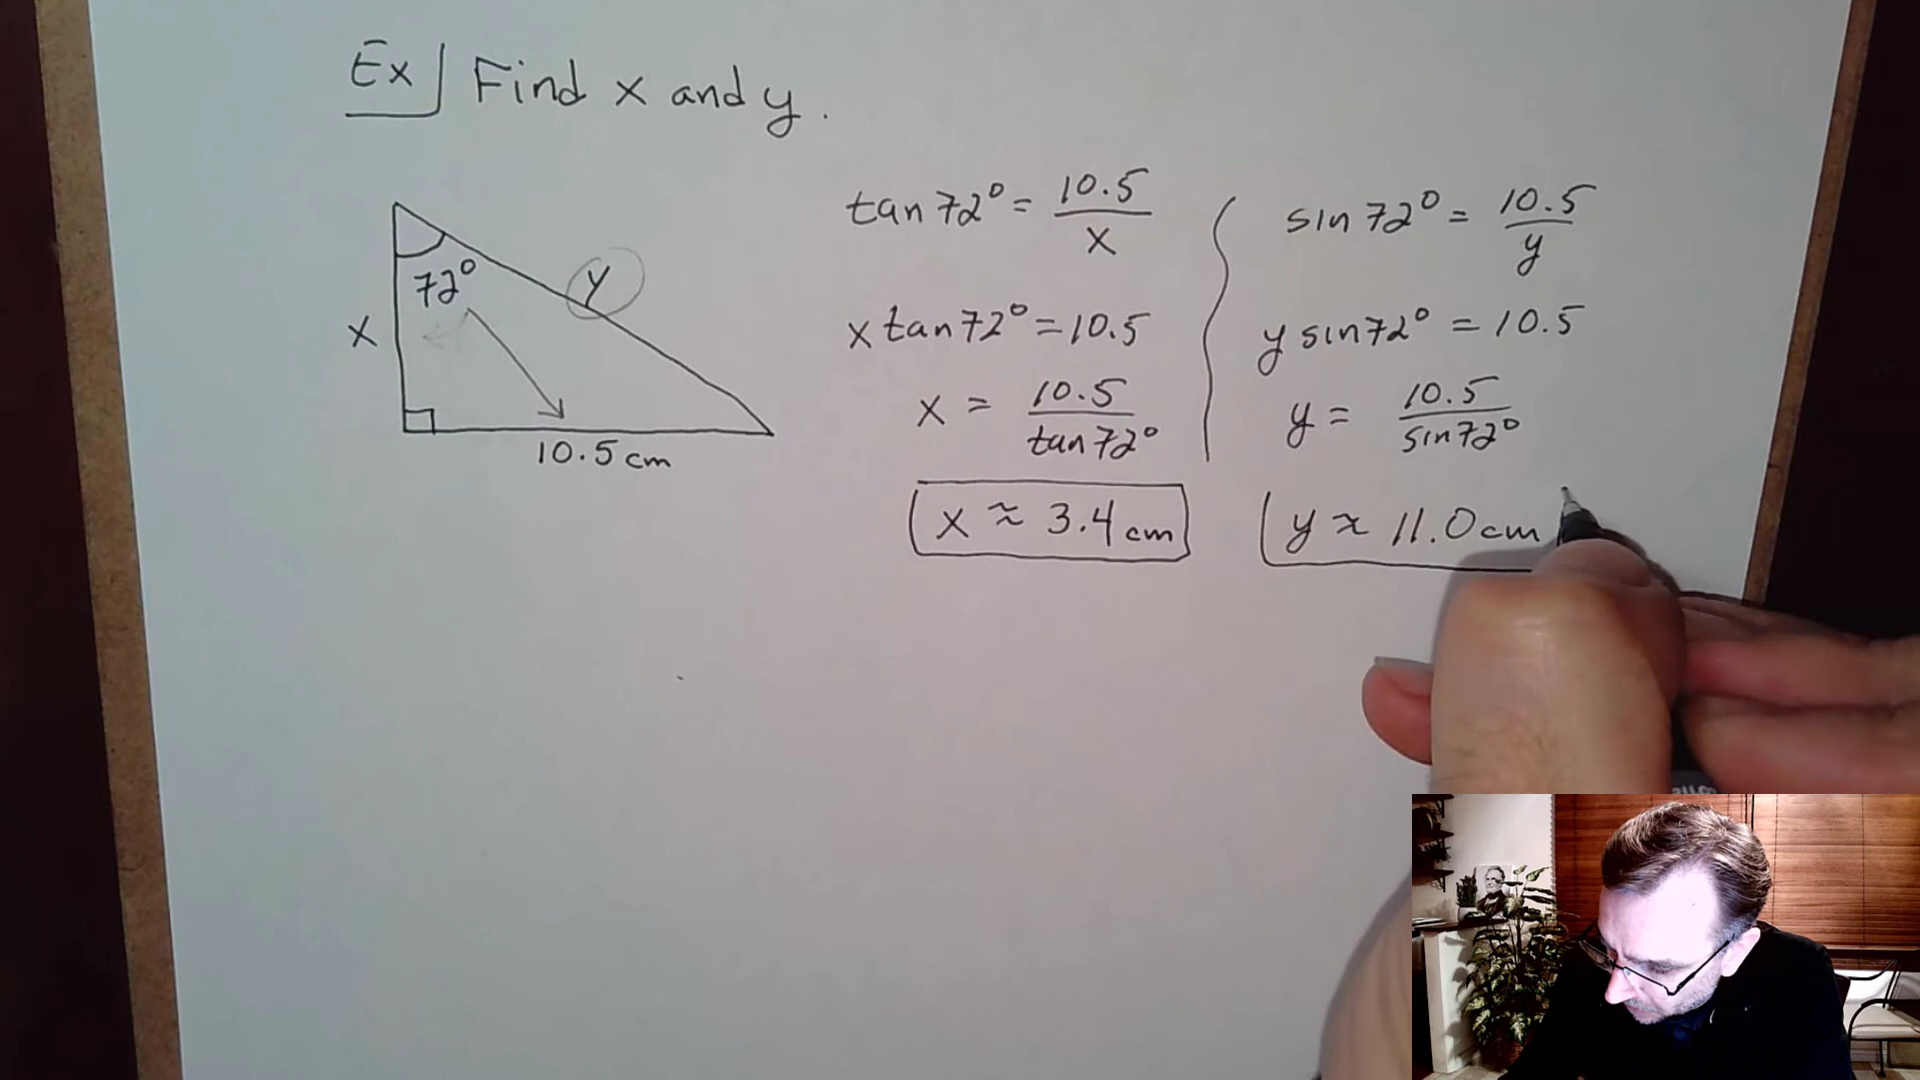 Ex] Find x and y.
72°
y
x
10.5 cm
tan 72° = 10.5/x
x tan 72° = 10.5
x = 10.5/tan 72°
x ≈ 3.4 cm
sin 72° = 10.5/y
y sin 72° = 10.5
y = 10.5/sin 72°
y ≈ 11.0 cm